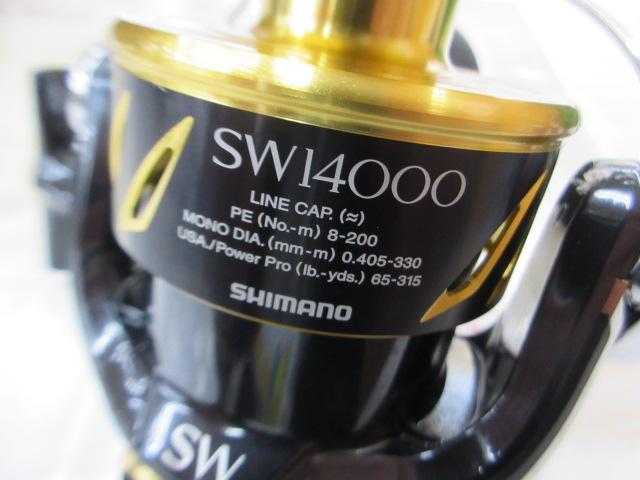 SW14000
LINE CAP. (≈)
PE (No.-m) 8-200
MONO DIA. (mm-m) 0.405-330
USA./Power Pro (lb.-yds.) 65-315
SHIMANO
SW